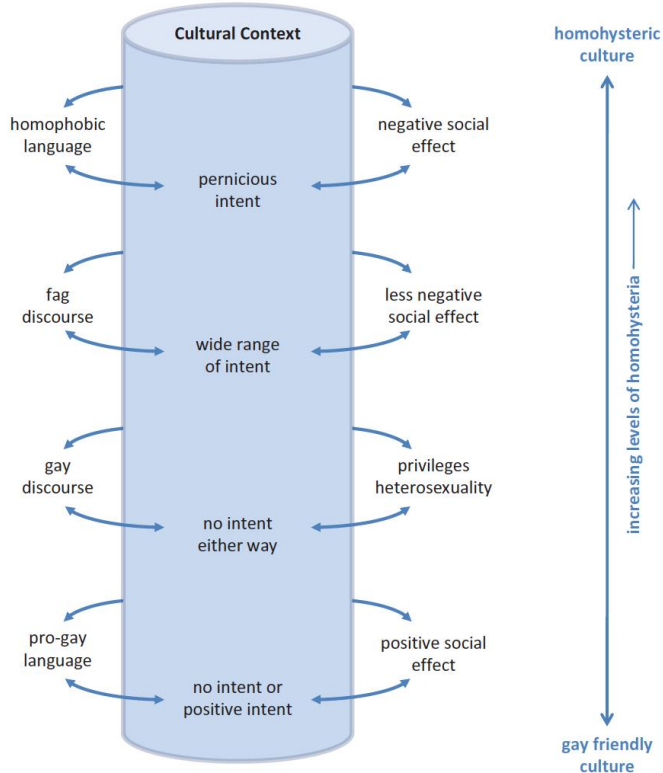 Cultural Context
homohysteric
culture
homophobic
language
negative social
effect
pernicious
intent
fag
discourse
less negative
social effect
wide range
of intent
increasing levels of homohysteria
gay
discourse
privileges
heterosexuality
no intent
either way
pro-gay
language
positive social
effect
no intent or
positive intent
gay friendly
culture